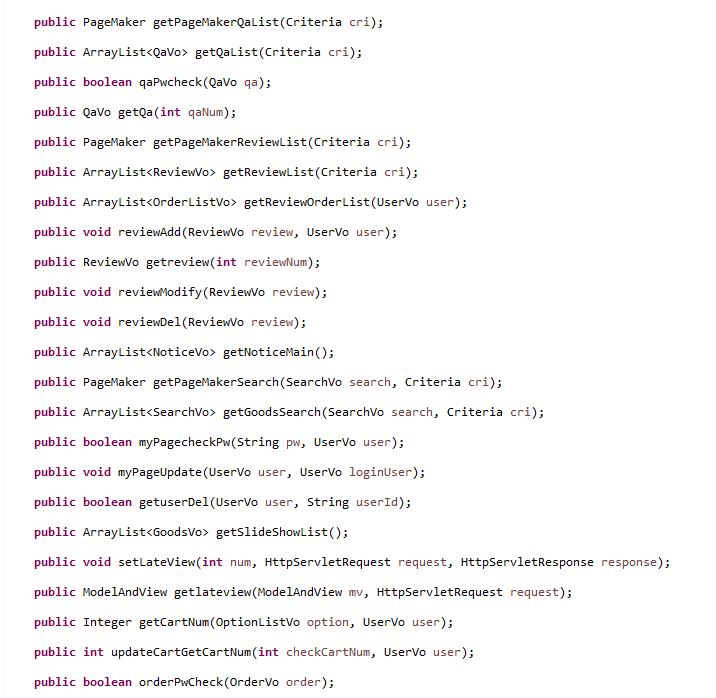 public PageMaker getPageMakerQaList(Criteria cri);
public ArrayList<QaVo> getQaList(Criteria cri);
public boolean qaPwcheck(QaVo qa);
public QaVo getQa(int qaNum);
public PageMaker getPageMakerReviewList(Criteria cri);
public ArrayList<ReviewVo> getReviewList(Criteria cri);
public ArrayList<OrderListVo> getReviewOrderList(UserVo user);
public void reviewAdd(ReviewVo review, UserVo user);
public ReviewVo getreview(int reviewNum);
public void reviewModify(ReviewVo review);
public void reviewDel(ReviewVo review);
public ArrayList<NoticeVo> getNoticeMain();
public PageMaker getPageMakerSearch(SearchVo search, Criteria cri);
public ArrayList<SearchVo> getGoodsSearch(SearchVo search, Criteria cri);
public boolean myPagecheckPw(String pw, UserVo user);
public void myPageUpdate(UserVo user, UserVo loginUser);
public boolean getuserDel(UserVo user, String userId);
public ArrayList<GoodsVo> getSlideShowList();
public void setLateView(int num, HttpServletRequest request, HttpServletResponse response);
public ModelAndView getlateview(ModelAndView mv, HttpServletRequest request);
public Integer getCartNum(OptionListVo option, UserVo user);
public int updateCartGetCartNum(int checkCartNum, UserVo user);
public boolean orderPwCheck(OrderVo order);